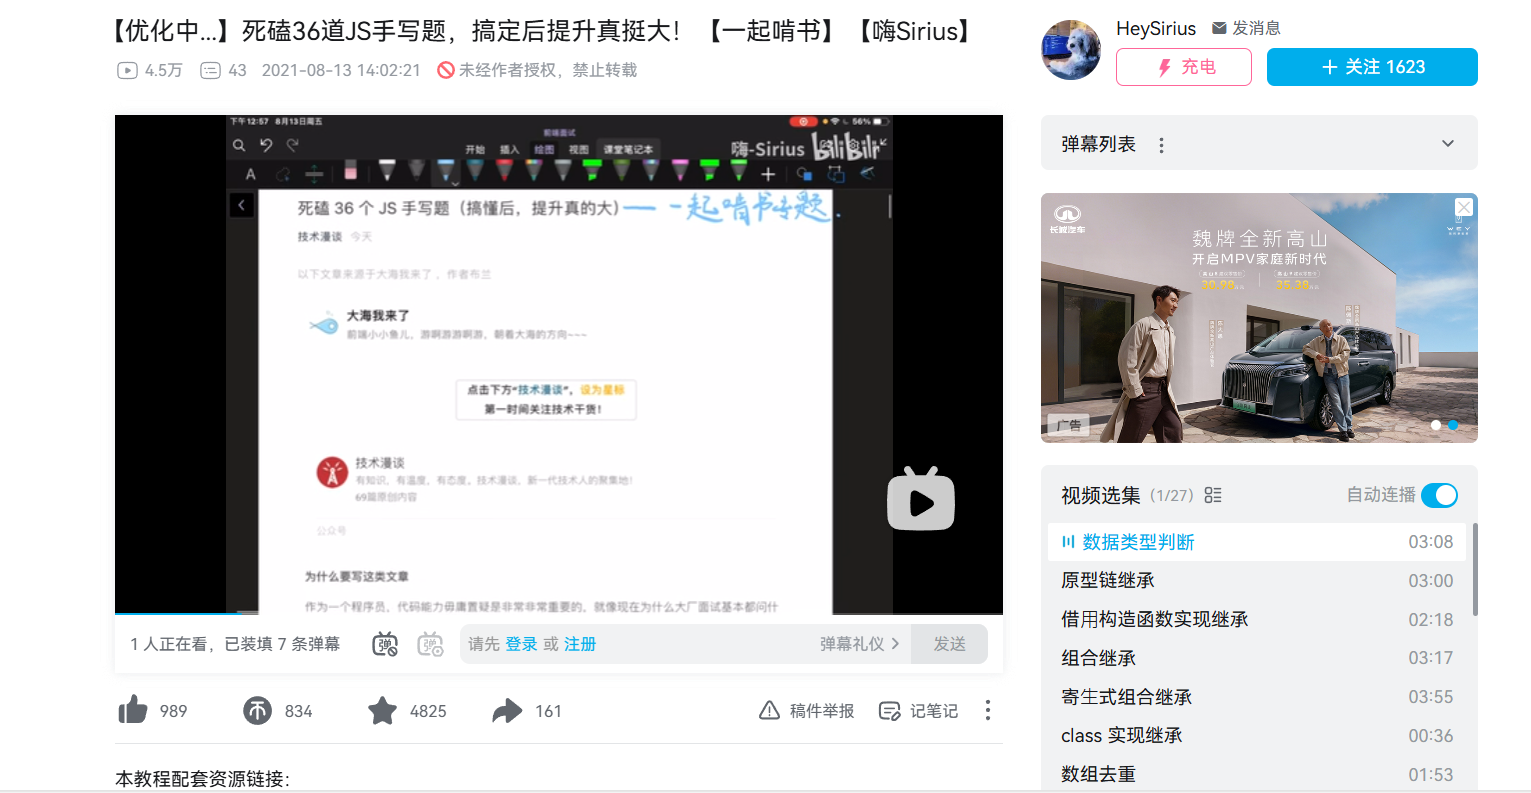 【优化中...】死磕36道JS手写题，搞定后提升真挺大！【一起啃书】【嗨Sirius】
4.5万 43 2021-08-13 14:02:21 未经作者授权，禁止转载
HeySirius 发消息
充电 + 关注 1623
下午12:57 8月13日周五 56%
前端面试
开始 插入 绘图 视图 课堂笔记本
嗨-Sirius bilibili
死磕 36 个 JS 手写题（搞懂后，提升真的大）—— 一起啃书专题.
技术漫谈 今天
以下文章来源于大海我来了，作者布兰
大海我来了
前端小小鱼儿，游啊游游啊游，朝着大海的方向~~~
点击下方“技术漫谈”，设为星标
第一时间关注技术干货！
技术漫谈
有知识，有温度，有态度，技术漫谈，新一代技术人的聚集地！
69篇原创内容
公众号
为什么要写这类文章
作为一个程序员，代码能力毋庸置疑是非常非常重要的，就像现在为什么大厂面试基本都问什
1 人正在看，已装填 7 条弹幕 弹 弹 请先 登录 或 注册 弹幕礼仪 发送
989 834 4825 161 稿件举报 记笔记
本教程配套资源链接：
弹幕列表
长城汽车
WEY
魏牌全新高山
开启MPV家庭新时代
30.98 35.38
广告
视频选集 (1/27) 自动连播
数据类型判断 03:08
原型链继承 03:00
借用构造函数实现继承 02:18
组合继承 03:17
寄生式组合继承 03:55
class 实现继承 00:36
数组去重 01:53